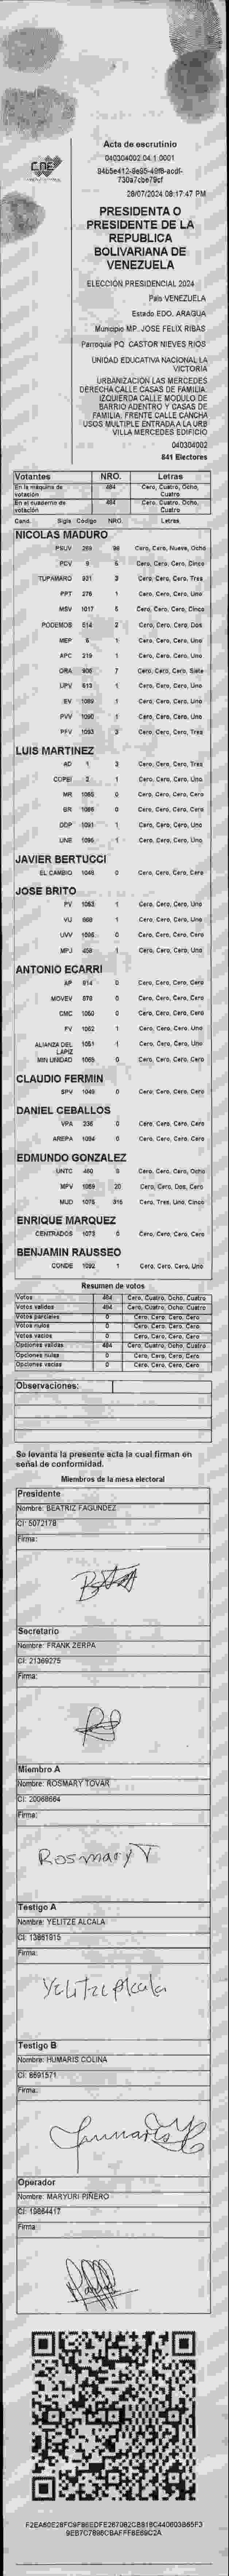 CNE
Acta de escrutinio
040304002.04.1.0001
28/07/2024 08:17:47 PM
PRESIDENTA O
PRESIDENTE DE LA
REPUBLICA
BOLIVARIANA DE
VENEZUELA
ELECCIÓN PRESIDENCIAL 2024
País VENEZUELA
Estado EDO. ARAGUA
Municipio MP. JOSE FELIX RIBAS
Parroquia PQ. CASTOR NIEVES RIOS
UNIDAD EDUCATIVA NACIONAL LA
VICTORIA
URBANIZACIÓN LAS MERCEDES
DERECHA CALLE CASAS DE FAMILIA.
IZQUIERDA CALLE MODULO DE
BARRIO ADENTRO Y CASAS DE
FAMILIA. FRENTE CALLE CANCHA
USOS MULTIPLE ENTRADA A LA URB
VILLA MERCEDES EDIFICIO
040304002
841 Electores
Votantes NRO. Letras
En la máquina de votación 484 Cero, Cuatro, Ocho, Cuatro
En el cuaderno de votación 484 Cero, Cuatro, Ocho, Cuatro
Cand. Sigla Código NRO. Letras
NICOLAS MADURO
PSUV 289 98 Cero, Cero, Nueve, Ocho
PCV 9 5 Cero, Cero, Cero, Cinco
TUPAMARO 931 3 Cero, Cero, Cero, Tres
PPT 276 1 Cero, Cero, Cero, Uno
MSV 1017 5 Cero, Cero, Cero, Cinco
PODEMOS 514 2 Cero, Cero, Cero, Dos
MEP 6 1 Cero, Cero, Cero, Uno
APC 219 1 Cero, Cero, Cero, Uno
ORA 906 7 Cero, Cero, Cero, Siete
UPV 613 1 Cero, Cero, Cero, Uno
EV 1089 1 Cero, Cero, Cero, Uno
PVV 1090 1 Cero, Cero, Cero, Uno
PFV 1093 3 Cero, Cero, Cero, Tres
LUIS MARTINEZ
AD 1 3 Cero, Cero, Cero, Tres
COPEI 2 1 Cero, Cero, Cero, Uno
MR 1065 0 Cero, Cero, Cero, Cero
BR 1066 0 Cero, Cero, Cero, Cero
DDP 1091 1 Cero, Cero, Cero, Uno
UNE 1096 1 Cero, Cero, Cero, Uno
JAVIER BERTUCCI
EL CAMBIO 1048 0 Cero, Cero, Cero, Cero
JOSE BRITO
PV 1053 1 Cero, Cero, Cero, Uno
VU 668 1 Cero, Cero, Cero, Uno
UVV 1095 0 Cero, Cero, Cero, Cero
MPJ 458 1 Cero, Cero, Cero, Uno
ANTONIO ECARRI
AP 914 0 Cero, Cero, Cero, Cero
MOVEV 878 0 Cero, Cero, Cero, Cero
CMC 1050 0 Cero, Cero, Cero, Cero
FV 1052 1 Cero, Cero, Cero, Uno
ALIANZA DEL LAPIZ 1051 1 Cero, Cero, Cero, Uno
MIN UNIDAD 1069 0 Cero, Cero, Cero, Cero
CLAUDIO FERMIN
SPV 1049 0 Cero, Cero, Cero, Cero
DANIEL CEBALLOS
VPA 236 0 Cero, Cero, Cero, Cero
AREPA 1094 0 Cero, Cero, Cero, Cero
EDMUNDO GONZALEZ
UNTC 480 8 Cero, Cero, Cero, Ocho
MPV 1089 20 Cero, Cero, Dos, Cero
MUD 1075 315 Cero, Tres, Uno, Cinco
ENRIQUE MARQUEZ
CENTRADOS 1073 0 Cero, Cero, Cero, Cero
BENJAMIN RAUSSEO
CONDE 1092 1 Cero, Cero, Cero, Uno
Resumen de votos
Votos 484 Cero, Cuatro, Ocho, Cuatro
Votos validos 484 Cero, Cuatro, Ocho, Cuatro
Votos parciales 0 Cero, Cero, Cero, Cero
Votos nulos 0 Cero, Cero, Cero, Cero
Votos vacios 0 Cero, Cero, Cero, Cero
Opciones validas 484 Cero, Cuatro, Ocho, Cuatro
Opciones nulas 0 Cero, Cero, Cero, Cero
Opciones vacias 0 Cero, Cero, Cero, Cero
Observaciones:
Se levanta la presente acta la cual firman en
señal de conformidad.
Miembros de la mesa electoral
Presidente
Nombre: BEATRIZ FAGUNDEZ
CI: 5072178
Firma:
Secretario
Nombre: FRANK ZERPA
CI: 21369275
Firma:
Miembro A
Nombre: ROSMARY TOVAR
CI: 20068664
Firma:
Rosmary T
Testigo A
Nombre: YELITZE ALCALA
CI: 13861915
Firma:
Yelitze Alcala
Testigo B
Nombre: HUMARIS COLINA
CI: 8691571
Firma:
Operador
Nombre: MARYURI PIÑERO
CI: 19864417
Firma: